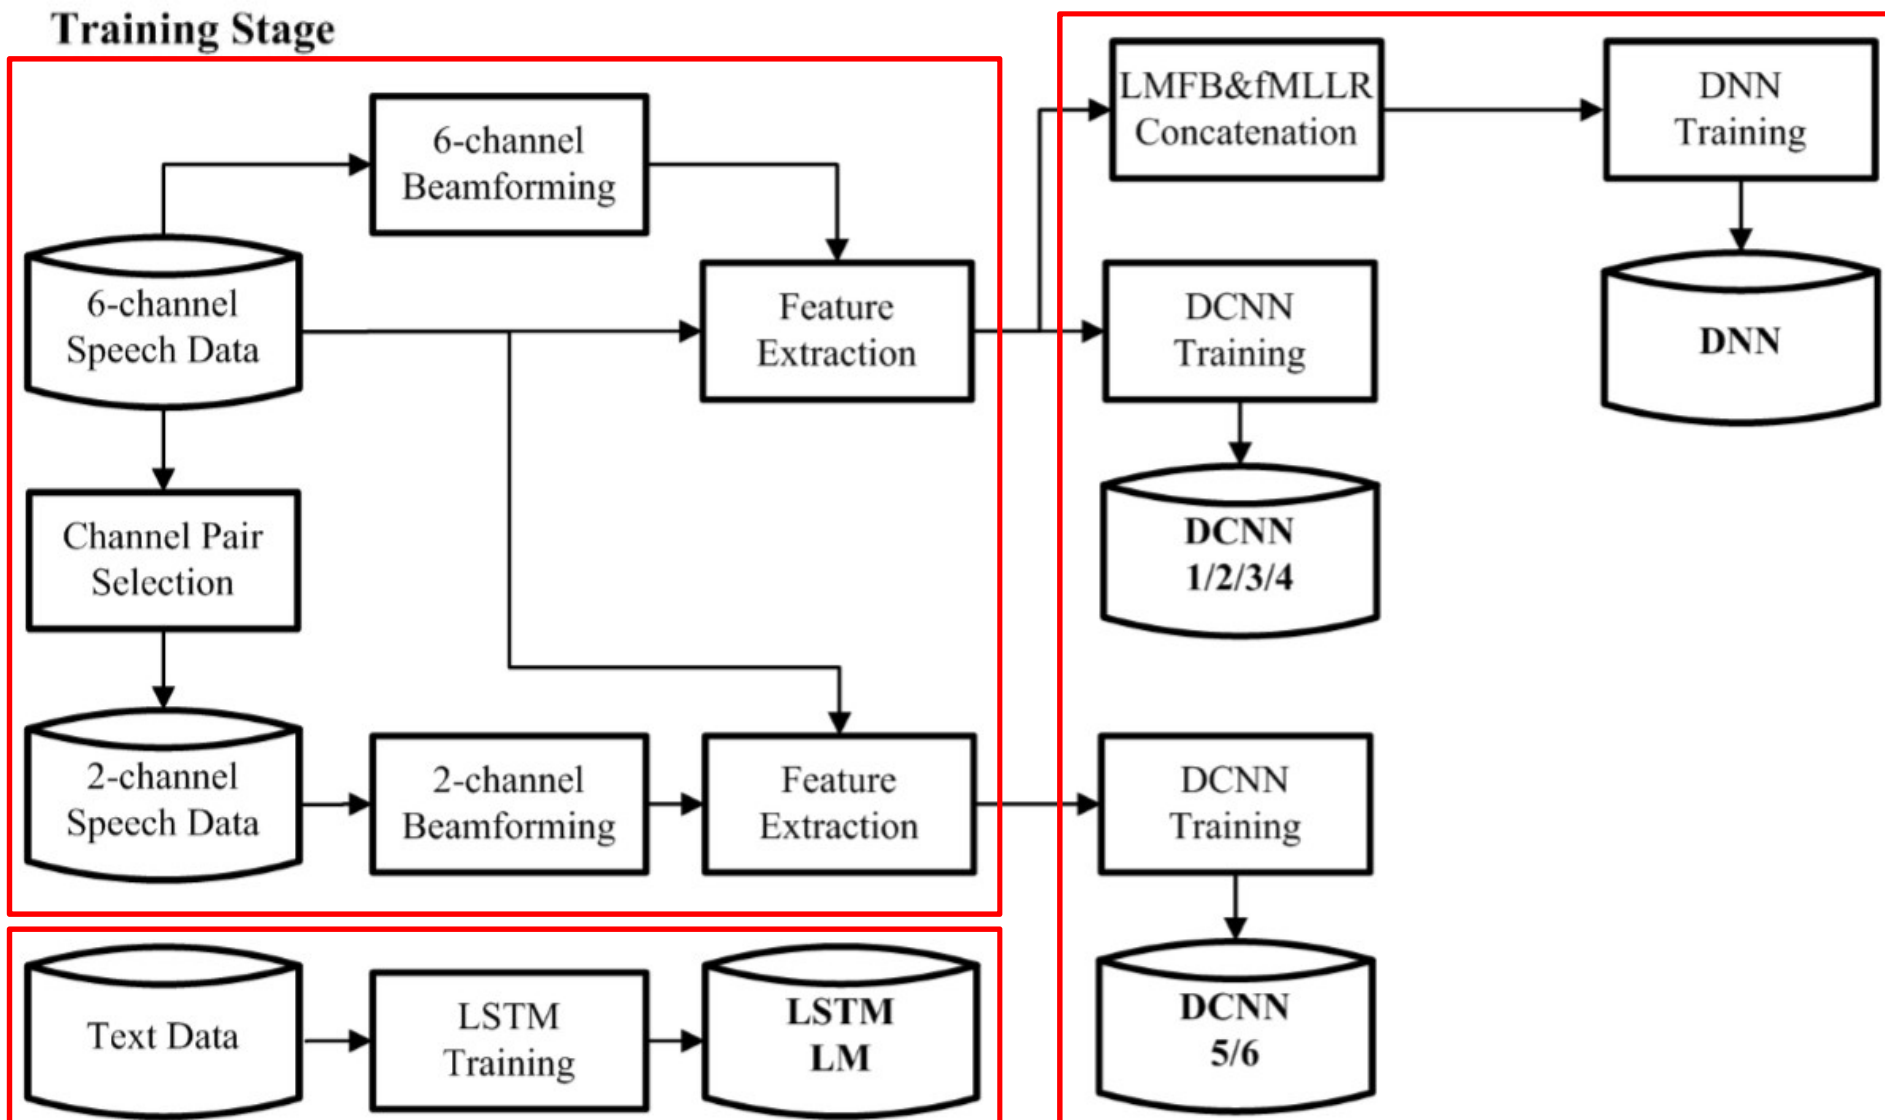 Training Stage
6-channel
Beamforming
LMFB&fMLLR
Concatenation
DNN
Training
6-channel
Speech Data
Feature
Extraction
DCNN
Training
DNN
Channel Pair
Selection
DCNN
1/2/3/4
2-channel
Speech Data
2-channel
Beamforming
Feature
Extraction
DCNN
Training
Text Data
LSTM
Training
LSTM
LM
DCNN
5/6